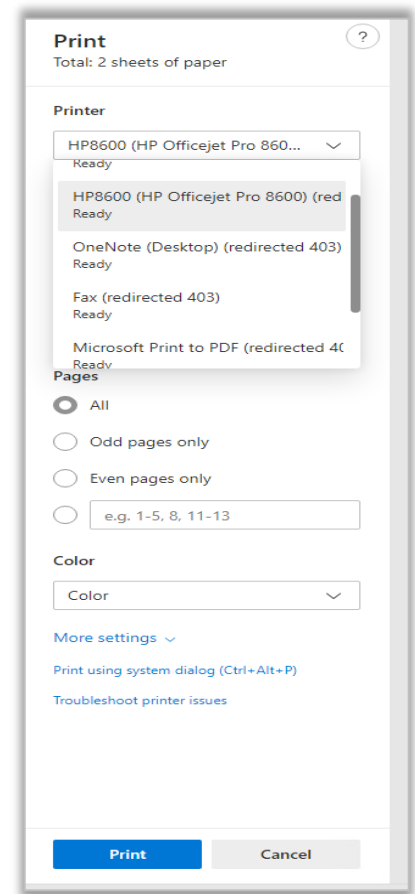 Print
?
Total: 2 sheets of paper
Printer
HP8600 (HP Officejet Pro 860...
Ready
HP8600 (HP Officejet Pro 8600) (red
Ready
OneNote (Desktop) (redirected 403)
Ready
Fax (redirected 403)
Ready
Microsoft Print to PDF (redirected 40
Ready
Pages
All
Odd pages only
Even pages only
e.g. 1-5, 8, 11-13
Color
Color
More settings
Print using system dialog (Ctrl+Alt+P)
Troubleshoot printer issues
Print
Cancel